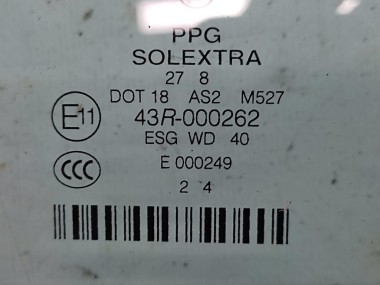 PPG
SOLEXTRA
27 8
DOT 18 AS2 M527
E11 43R-000262
ESG WD 40
CCC E 000249
2 4